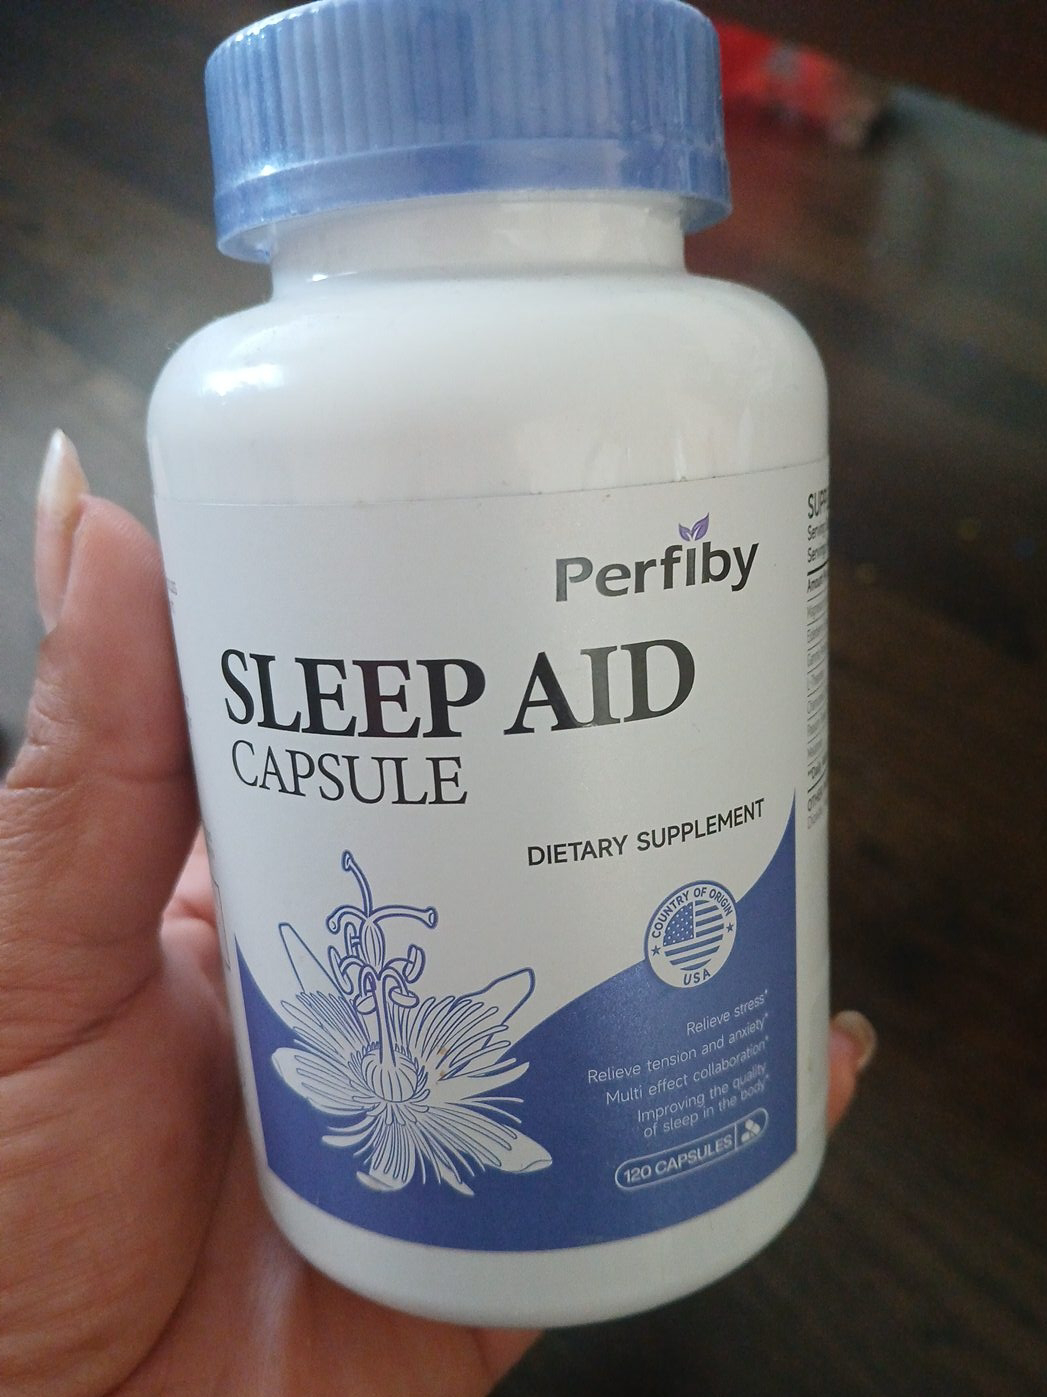 Perfiby
SLEEP AID
CAPSULE
DIETARY SUPPLEMENT
COUNTRY OF ORIGIN
USA
Relieve stress*
Relieve tension and anxiety*
Multi effect collaboration*
Improving the quality
of sleep in the body*
120 CAPSULES